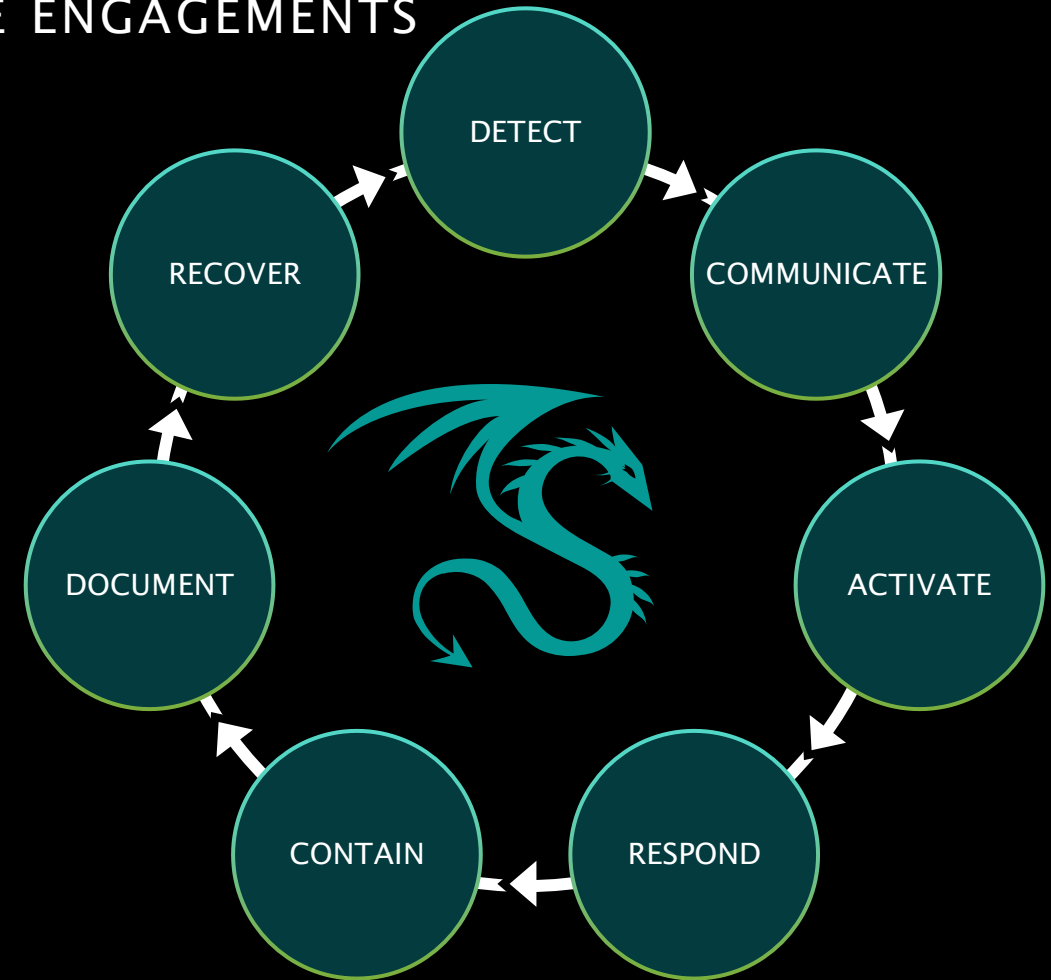 E ENGAGEMENTS
DETECT
COMMUNICATE
ACTIVATE
RESPOND
CONTAIN
DOCUMENT
RECOVER